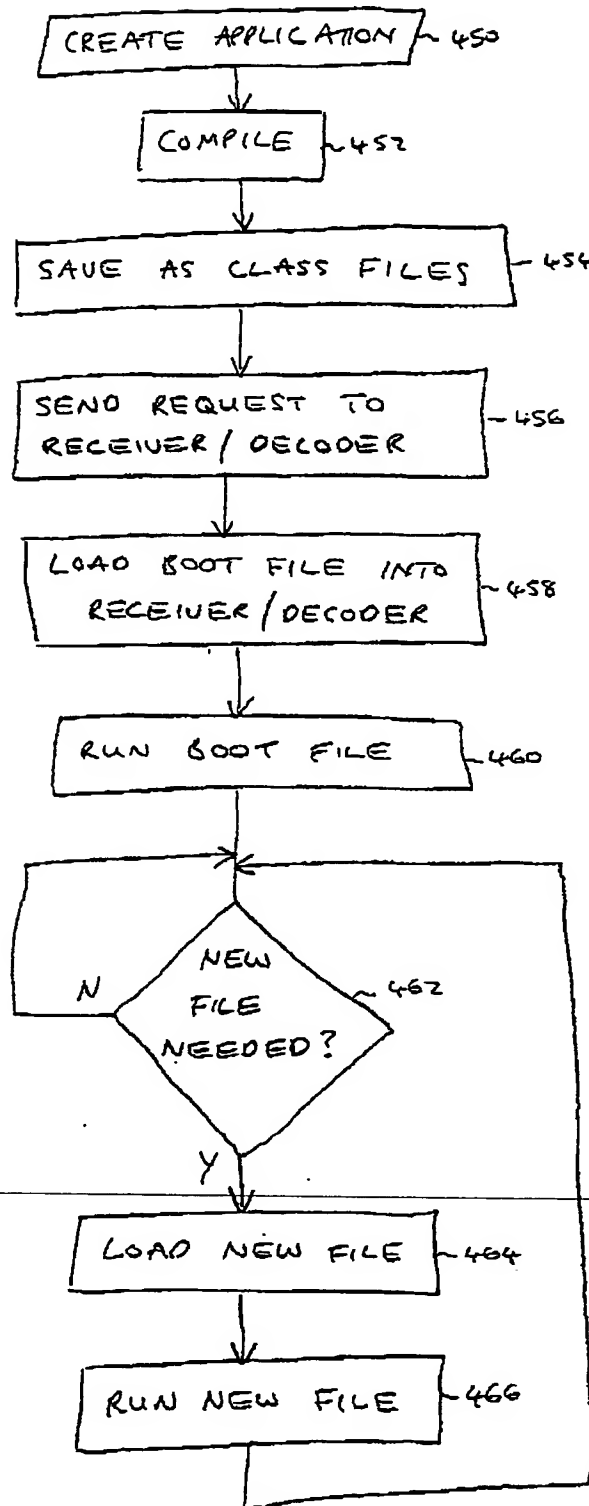 CREATE APPLICATION ~ 450
COMPILE ~ 452
SAVE AS CLASS FILES ~ 454
SEND REQUEST TO
RECEIVER / DECODER ~ 456
LOAD BOOT FILE INTO
RECEIVER / DECODER ~ 458
RUN BOOT FILE ~ 460
NEW
FILE
NEEDED? ~ 462
N
Y
LOAD NEW FILE ~ 464
RUN NEW FILE ~ 466